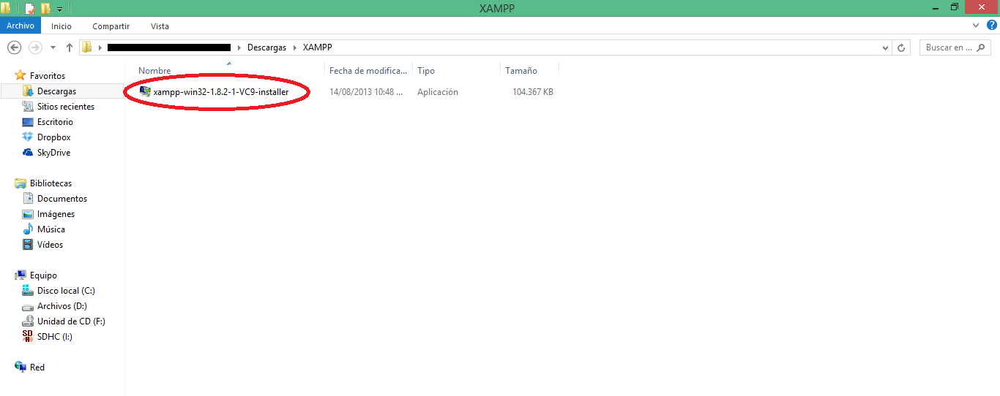 XAMPP
Archivo Inicio Compartir Vista
Descargas XAMPP Buscar en ...
Nombre Fecha de modifica... Tipo Tamaño
xampp-win32-1.8.2-1-VC9-installer 14/08/2013 10:48 ... Aplicación 104.367 KB
Favoritos
Descargas
Sitios recientes
Escritorio
Dropbox
SkyDrive
Bibliotecas
Documentos
Imágenes
Música
Vídeos
Equipo
Disco local (C:)
Archivos (D:)
Unidad de CD (F:)
SDHC (I:)
Red